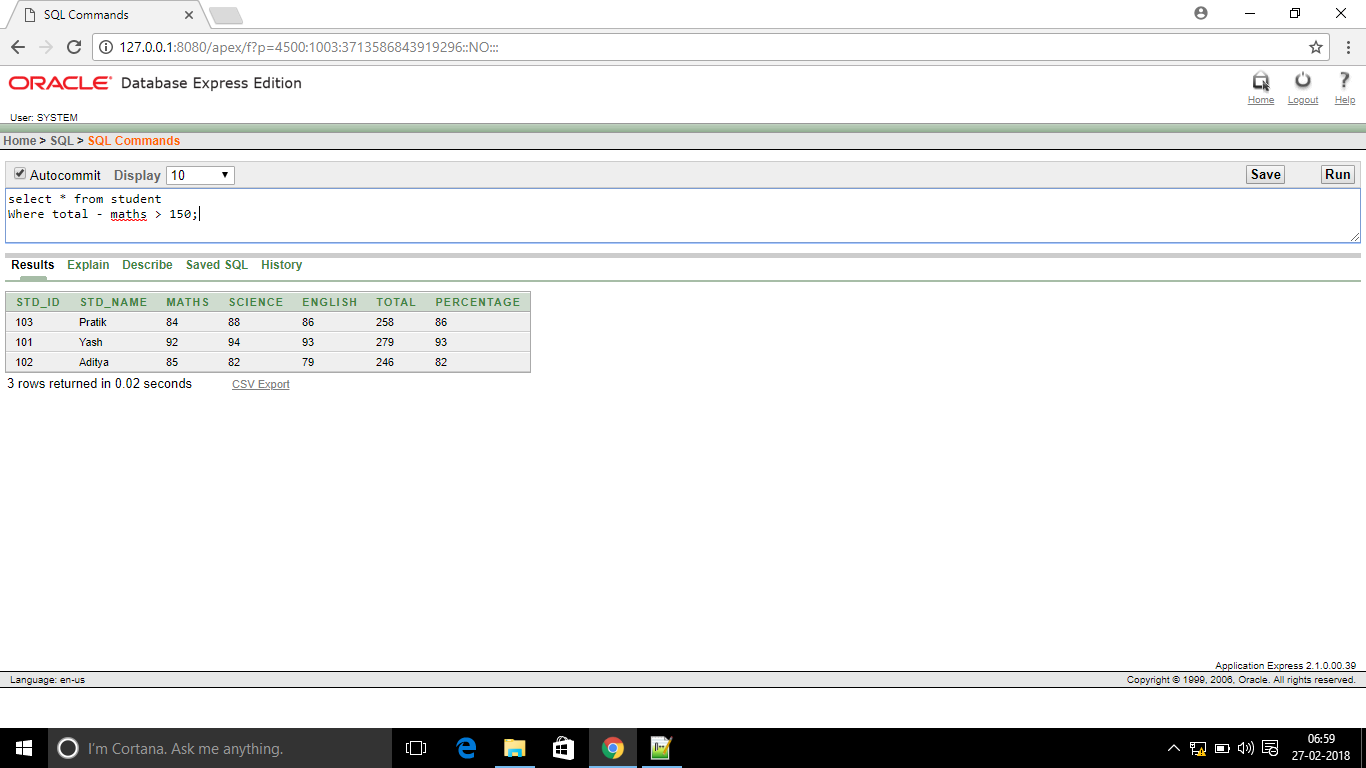 SQL Commands
127.0.0.1:8080/apex/f?p=4500:1003:3713586843919296::NO:::
ORACLE Database Express Edition
Home Logout Help
User: SYSTEM
Home > SQL > SQL Commands
Autocommit Display 10 Save Run
select * from student
Where total - maths > 150;
Results Explain Describe Saved SQL History
STD_ID STD_NAME MATHS SCIENCE ENGLISH TOTAL PERCENTAGE
103 Pratik 84 88 86 258 86
101 Yash 92 94 93 279 93
102 Aditya 85 82 79 246 82
3 rows returned in 0.02 seconds CSV Export
Application Express 2.1.0.00.39
Language: en-us Copyright © 1999, 2006, Oracle. All rights reserved.
I'm Cortana. Ask me anything.
06:59
27-02-2018